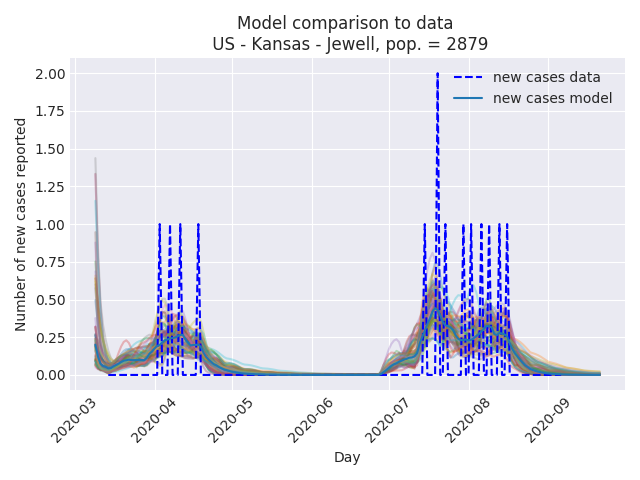 Model comparison to data
US - Kansas - Jewell, pop. = 2879
new cases data
new cases model
Number of new cases reported
2.00
1.75
1.50
1.25
1.00
0.75
0.50
0.25
0.00
2020-03
2020-04
2020-05
2020-06
2020-07
2020-08
2020-09
Day